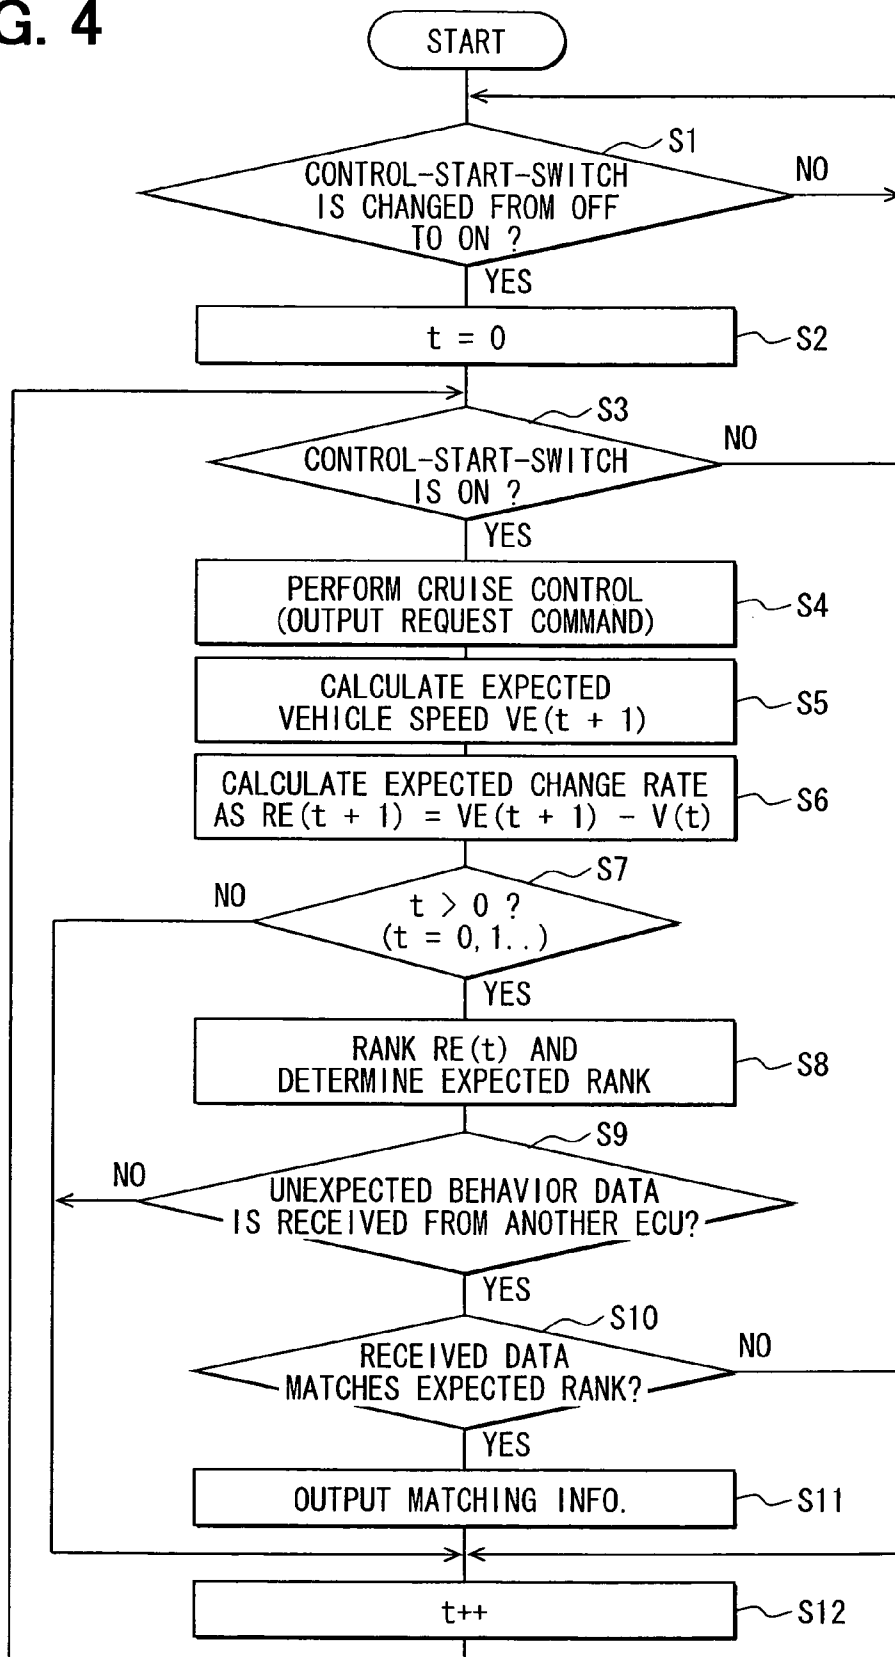 G. 4
START
S1
CONTROL-START-SWITCH
IS CHANGED FROM OFF
TO ON ?
NO
YES
t = 0
S2
S3
CONTROL-START-SWITCH
IS ON ?
NO
YES
PERFORM CRUISE CONTROL
(OUTPUT REQUEST COMMAND)
S4
CALCULATE EXPECTED
VEHICLE SPEED VE(t + 1)
S5
CALCULATE EXPECTED CHANGE RATE
AS RE(t + 1) = VE(t + 1) - V(t)
S6
S7
NO
t > 0 ?
(t = 0,1..)
YES
RANK RE(t) AND
DETERMINE EXPECTED RANK
S8
S9
NO
UNEXPECTED BEHAVIOR DATA
IS RECEIVED FROM ANOTHER ECU?
YES
S10
RECEIVED DATA
MATCHES EXPECTED RANK?
NO
YES
OUTPUT MATCHING INFO.
S11
t++
S12